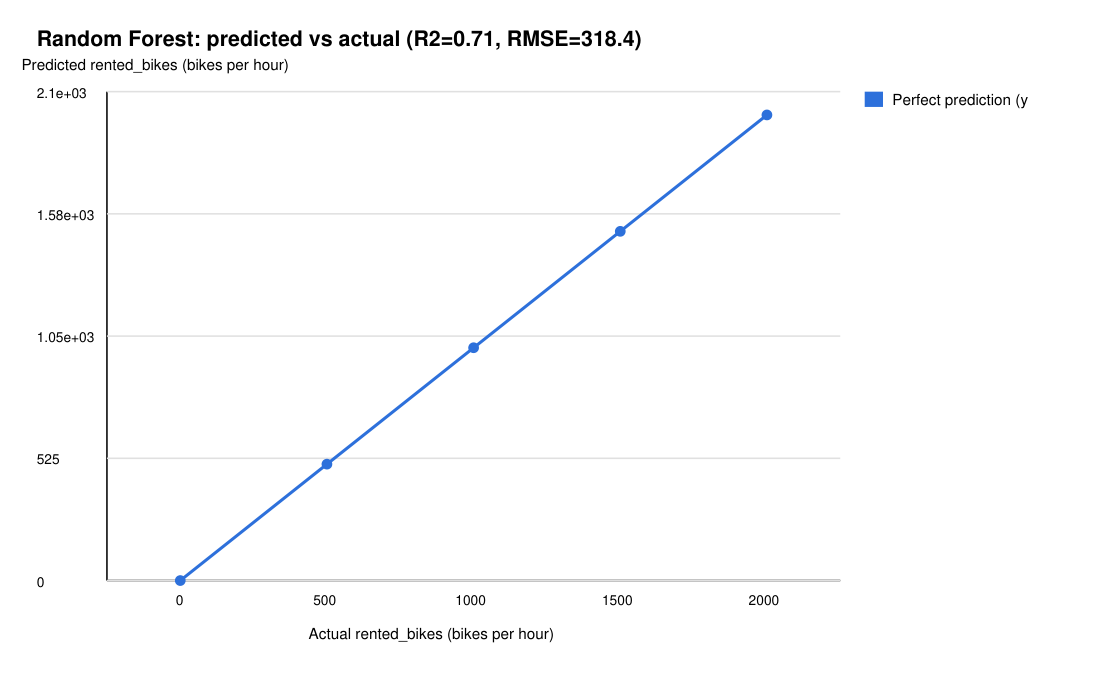 Random Forest: predicted vs actual (R2=0.71, RMSE=318.4)
Predicted rented_bikes (bikes per hour)
2.1e+03
Perfect prediction (y
1.58e+03
1.05e+03
525
0
0 500 1000 1500 2000
Actual rented_bikes (bikes per hour)